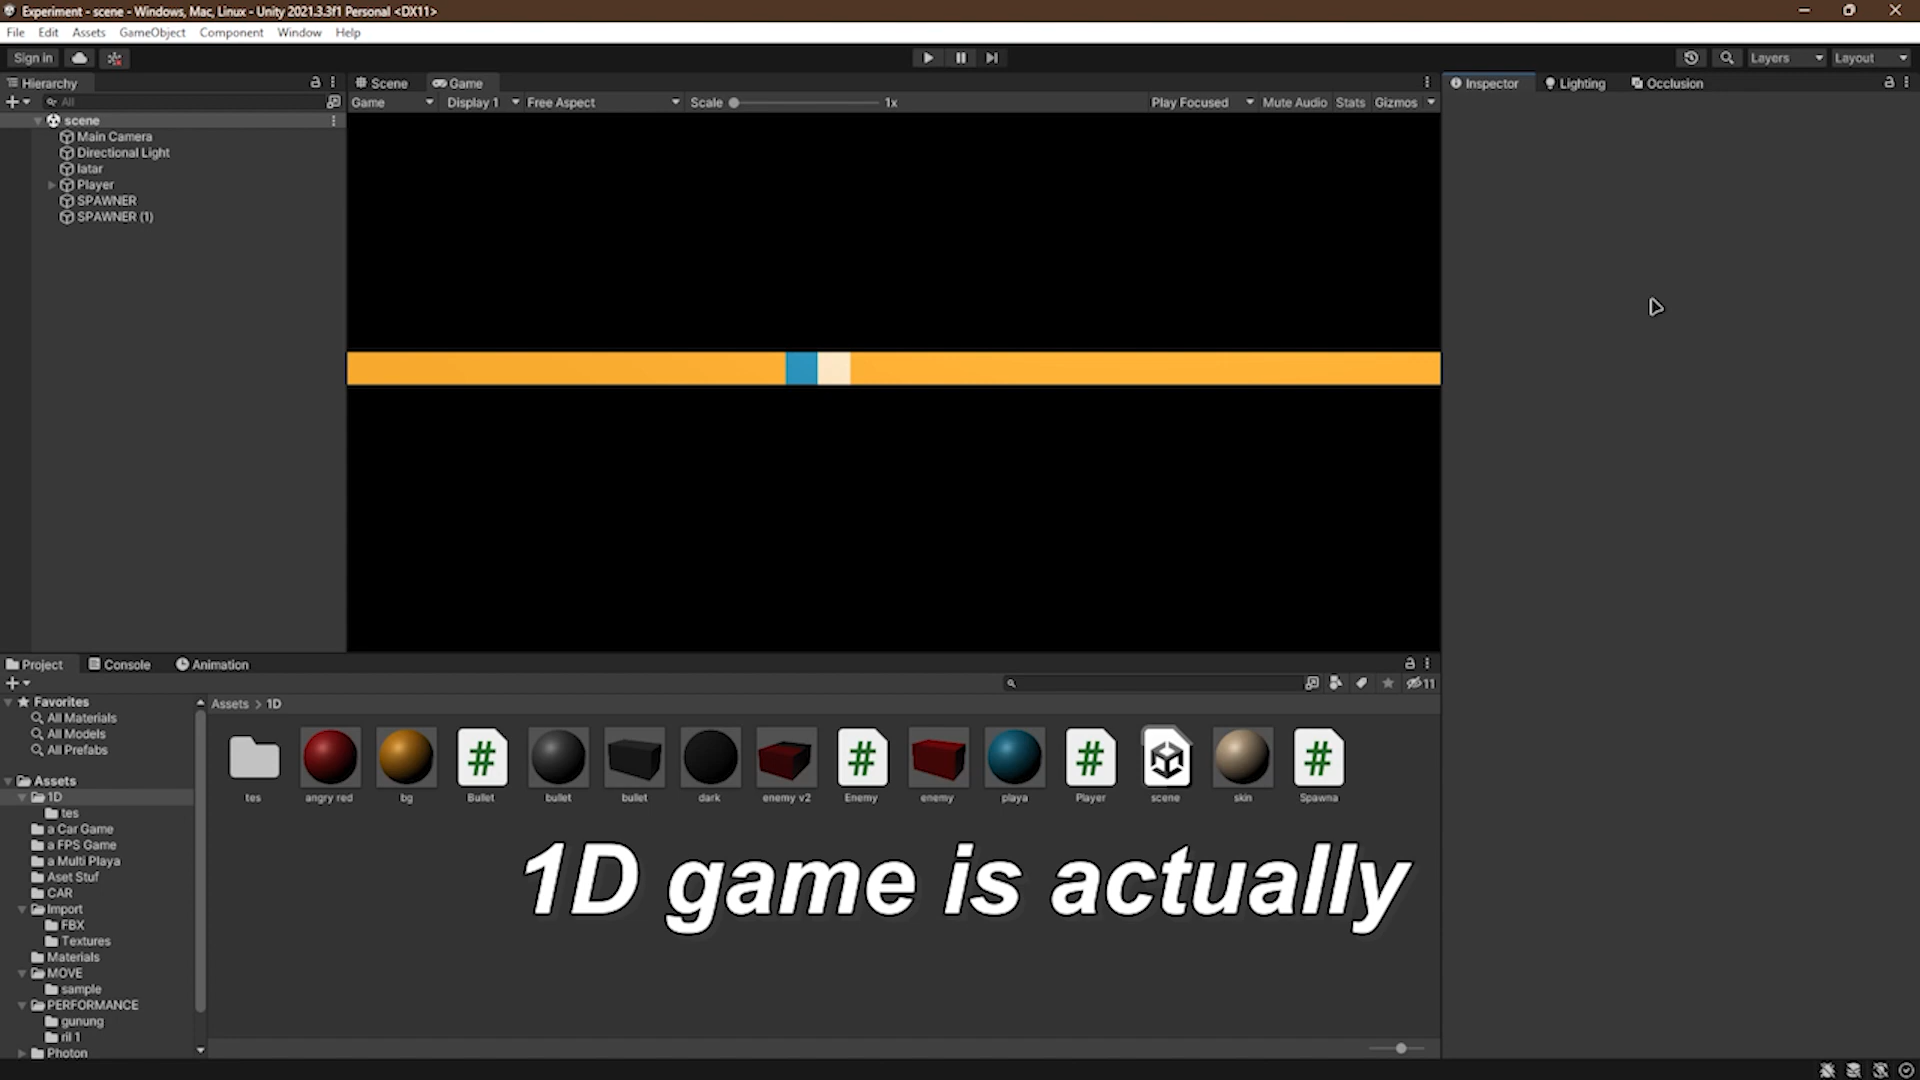 Experiment - scene - Windows, Mac, Linux - Unity 2021.3.3f1 Personal <DX11>
File Edit Assets GameObject Component Window Help
Sign in Layers Layout
Hierarchy Scene Game Inspector Lighting Occlusion
All Game Display 1 Free Aspect Scale 1x Play Focused Mute Audio Stats Gizmos
scene
Main Camera
Directional Light
latar
Player
SPAWNER
SPAWNER (1)
Project Console Animation
11
Favorites
All Materials
All Models
All Prefabs
Assets
1D
tes
a Car Game
a FPS Game
a Multi Playa
Aset Stuf
CAR
Import
FBX
Textures
Materials
MOVE
sample
PERFORMANCE
gunung
ril 1
Photon
Assets > 1D
# # # #
tes angry red bg Bullet bullet bullet dark enemy v2 Enemy enemy playa Player scene skin Spawna
1D game is actually